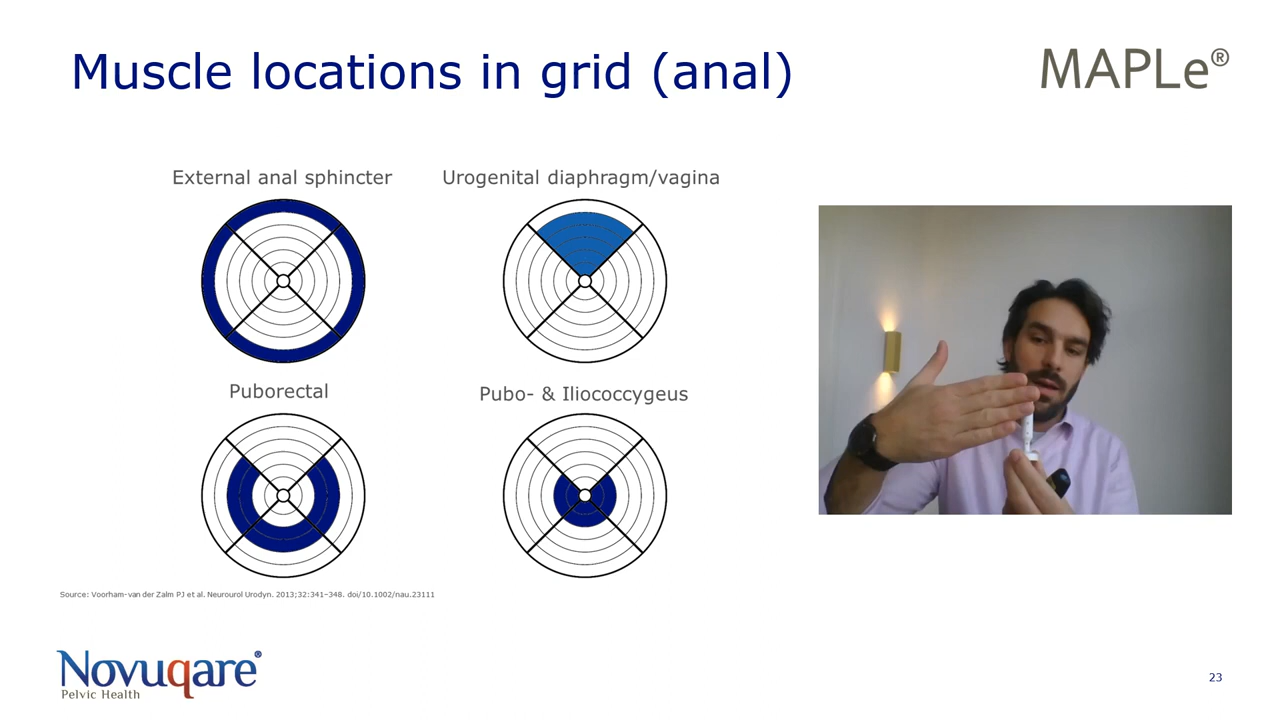 Muscle locations in grid (anal)
MAPLe®
External anal sphincter
Urogenital diaphragm/vagina
Puborectal
Pubo- & Iliococcygeus
Source: Voorham-van der Zalm PJ et al. Neurourol Urodyn. 2013;32:341–348. doi/10.1002/nau.23111
Novuqare®
Pelvic Health
23